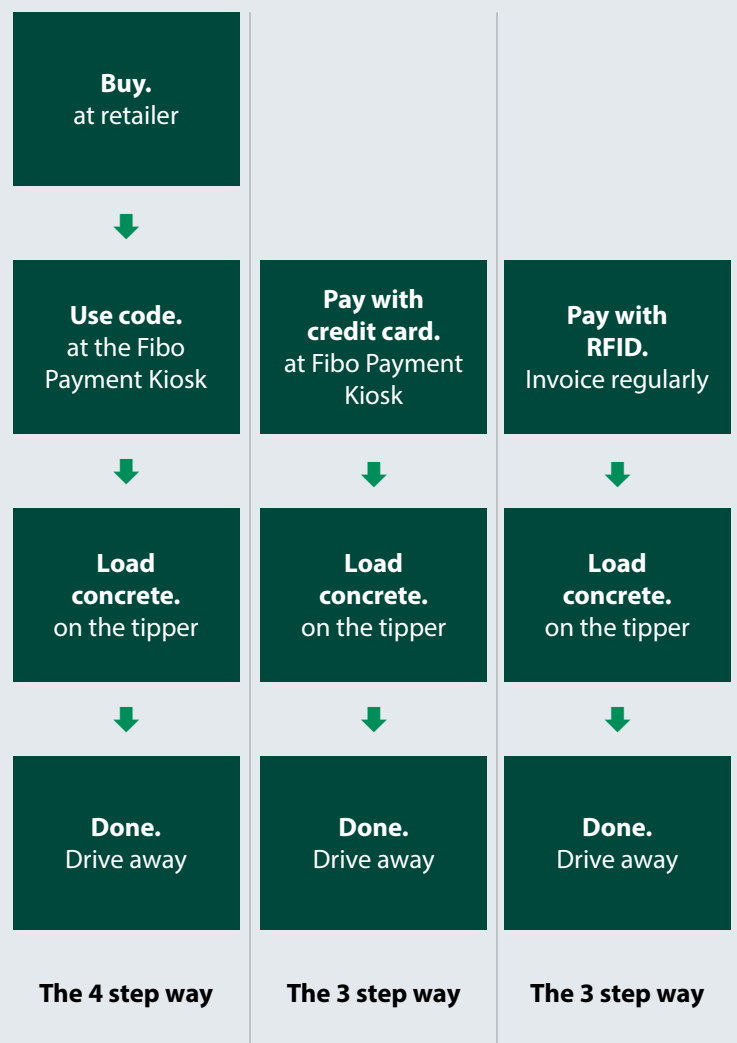 Buy.
at retailer
Use code.
at the Fibo
Payment Kiosk
Load
concrete.
on the tipper
Done.
Drive away
The 4 step way
Pay with
credit card.
at Fibo Payment
Kiosk
Load
concrete.
on the tipper
Done.
Drive away
The 3 step way
Pay with
RFID.
Invoice regularly
Load
concrete.
on the tipper
Done.
Drive away
The 3 step way